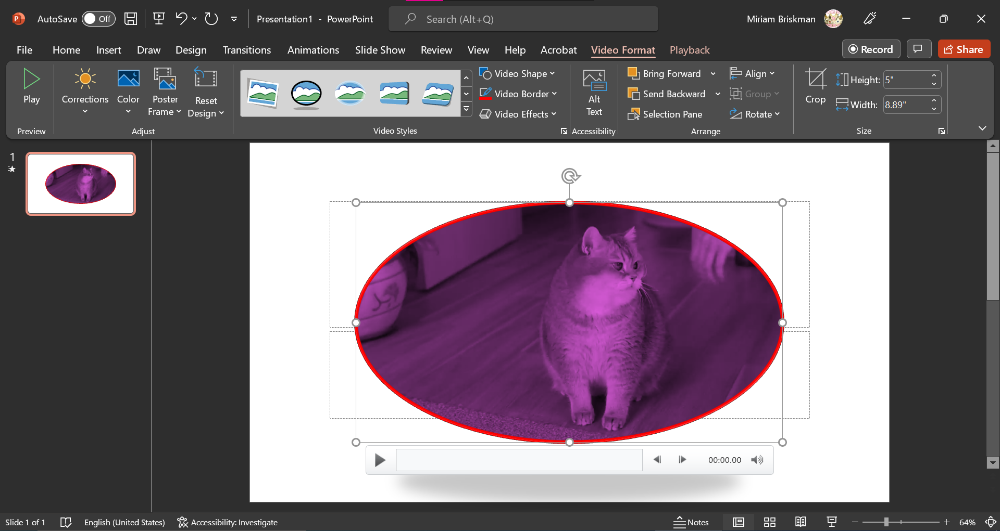 AutoSave Off Presentation1 - PowerPoint Search (Alt+Q) Miriam Briskman
File Home Insert Draw Design Transitions Animations Slide Show Review View Help Acrobat Video Format Playback Record Share
Play
Preview
Corrections
Color
Poster
Frame
Reset
Design
Adjust
Video Styles
Video Shape
Video Border
Video Effects
Alt
Text
Accessibility
Bring Forward
Send Backward
Selection Pane
Align
Group
Rotate
Arrange
Crop
Height: 5"
Width: 8.89"
Size
1
00:00.00
Slide 1 of 1 English (United States) Accessibility: Investigate Notes 64%